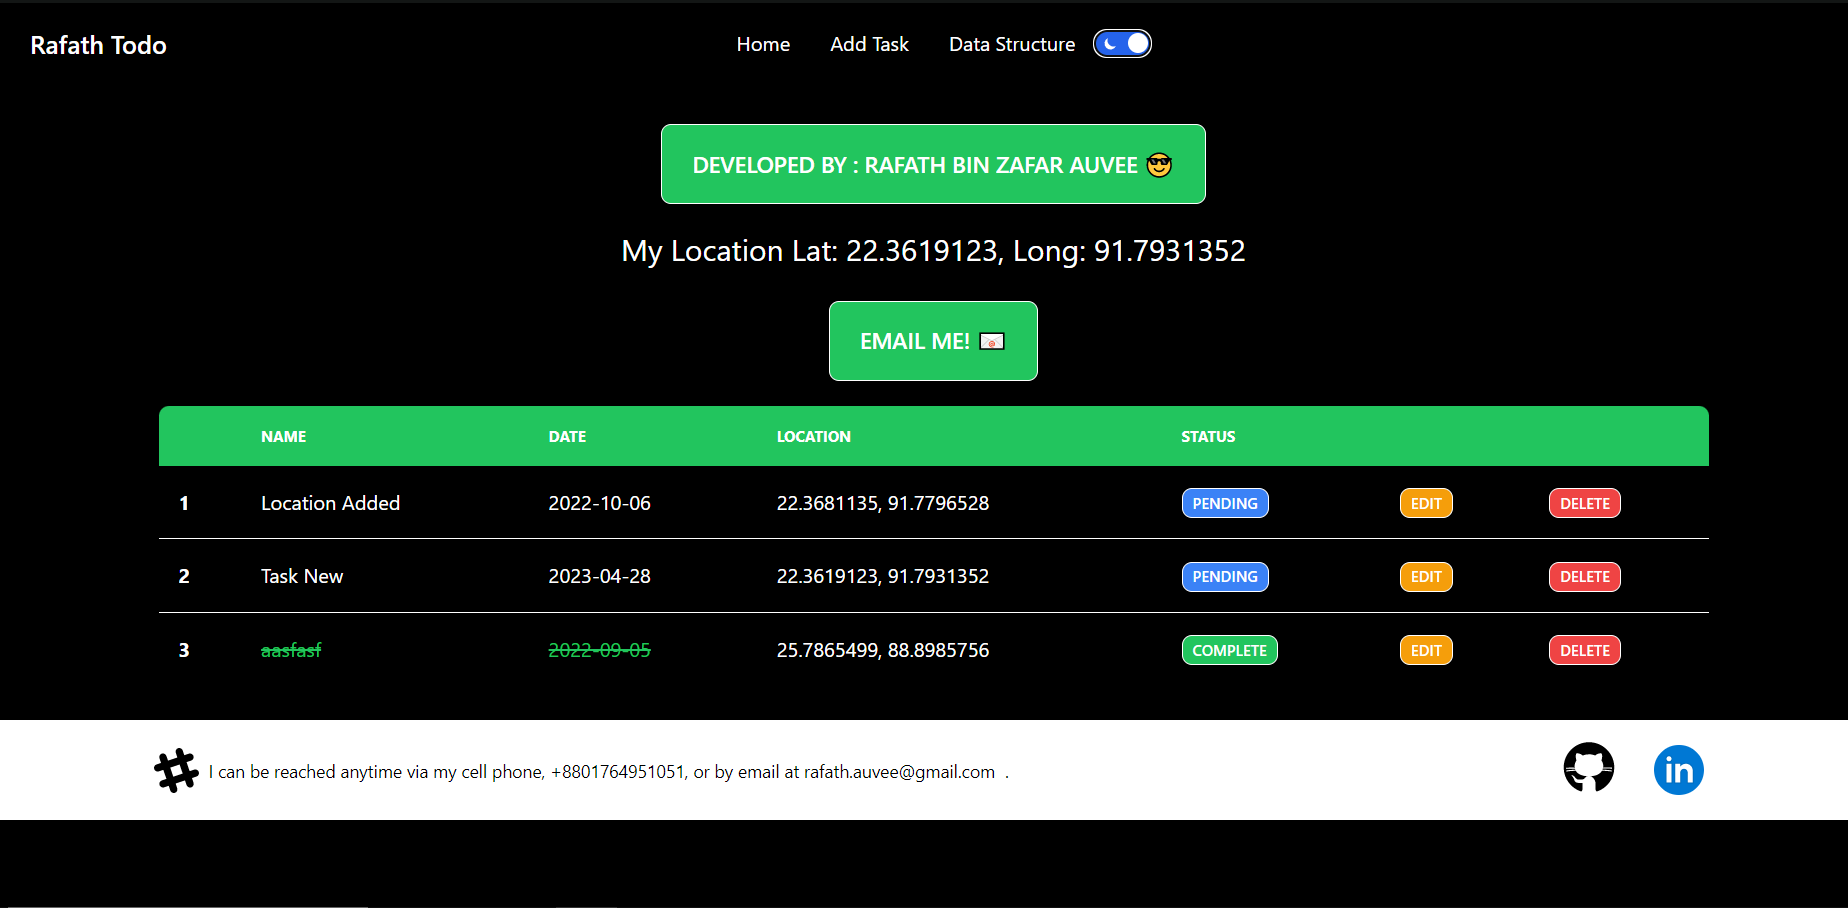 Rafath Todo Home Add Task Data Structure
DEVELOPED BY : RAFATH BIN ZAFAR AUVEE 😎
My Location Lat: 22.3619123, Long: 91.7931352
EMAIL ME! 📧
NAME DATE LOCATION STATUS
1 Location Added 2022-10-06 22.3681135, 91.7796528 PENDING EDIT DELETE
2 Task New 2023-04-28 22.3619123, 91.7931352 PENDING EDIT DELETE
3 aasfasf 2022-09-05 25.7865499, 88.8985756 COMPLETE EDIT DELETE
I can be reached anytime via my cell phone, +8801764951051, or by email at rafath.auvee@gmail.com .
in